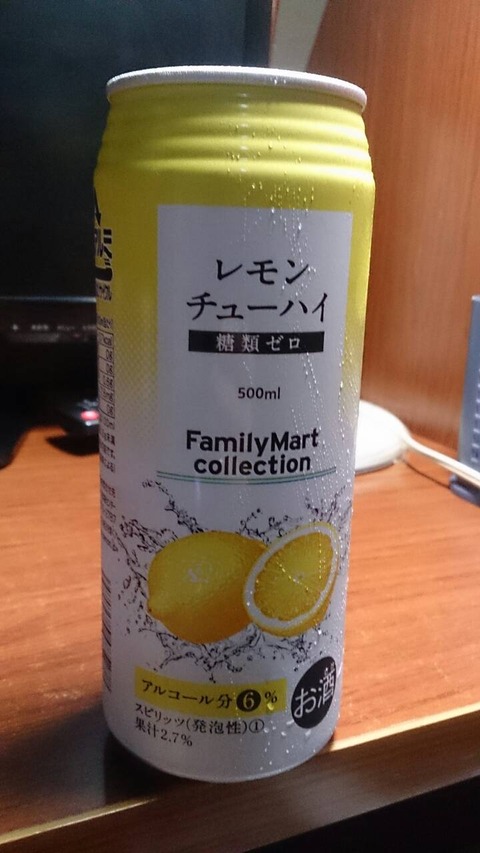 レモン
チューハイ
糖類ゼロ
500ml
FamilyMart
collection
アルコール分6%
お酒
スピリッツ(発泡性)①
果汁2.7%